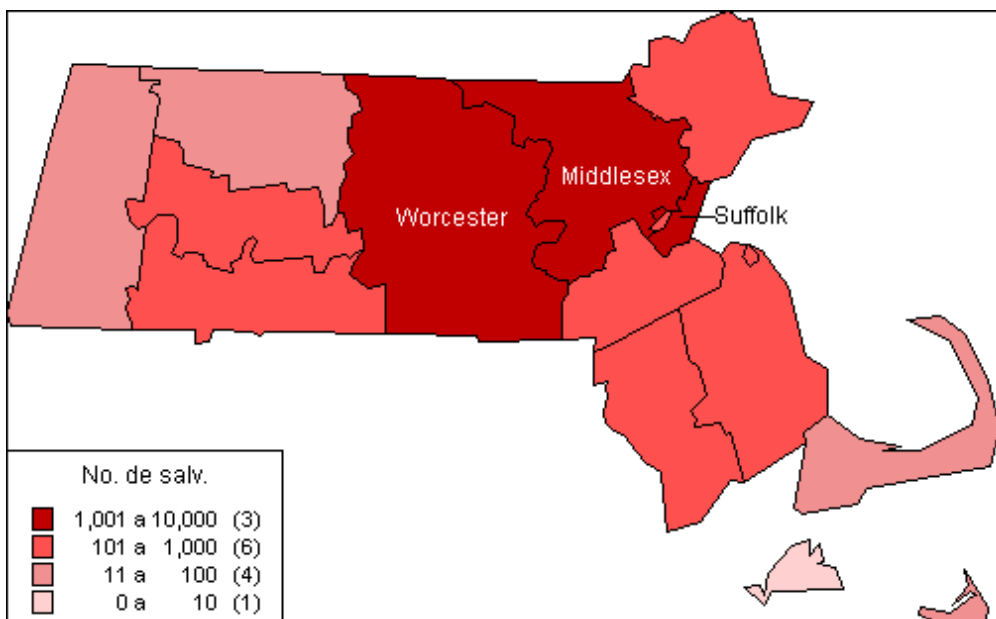 Middlesex
Suffolk
Worcester
No. de salv.
1,001 a 10,000 (3)
101 a 1,000 (6)
11 a 100 (4)
0 a 10 (1)